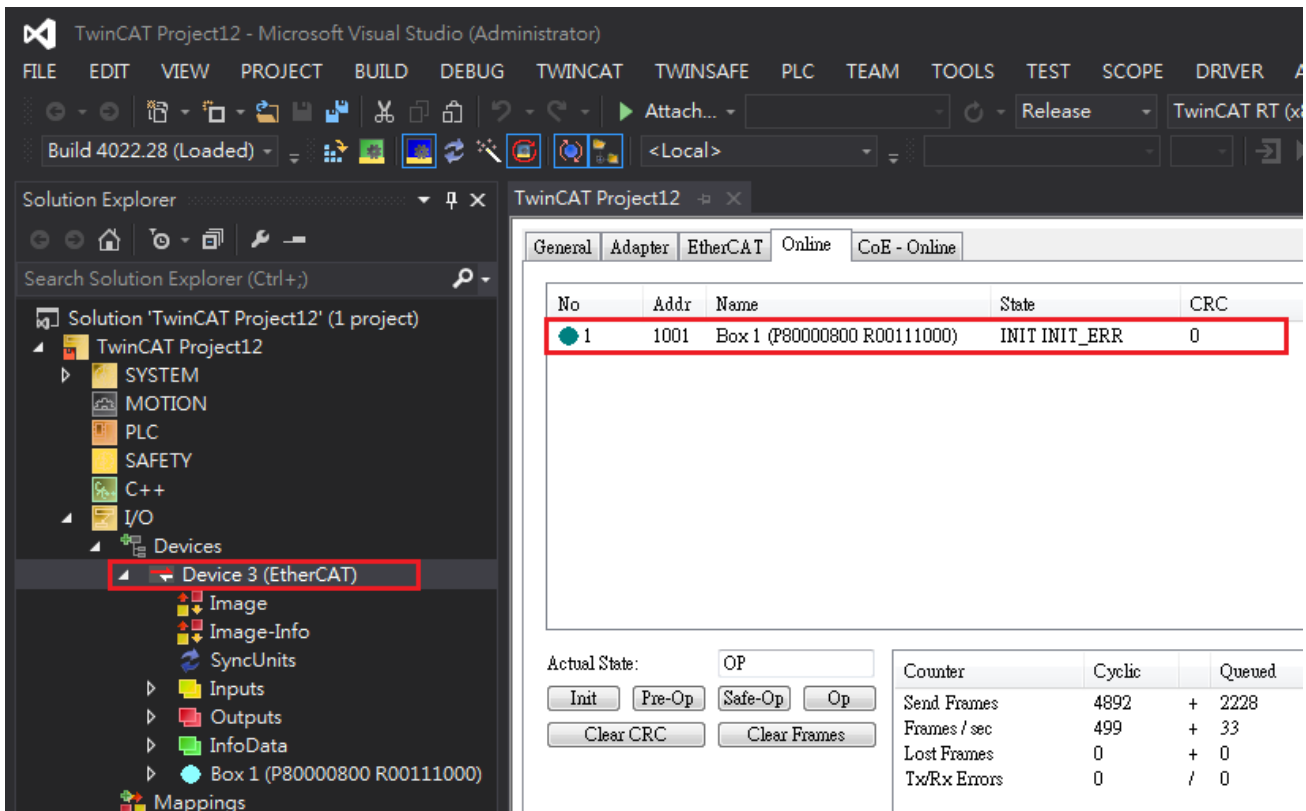 TwinCAT Project12 - Microsoft Visual Studio (Administrator)
FILE EDIT VIEW PROJECT BUILD DEBUG TWINCAT TWINSAFE PLC TEAM TOOLS TEST SCOPE DRIVER
Attach... Release TwinCAT RT (x
Build 4022.28 (Loaded) <Local>
Solution Explorer
TwinCAT Project12
General Adapter EtherCAT Online CoE - Online
Search Solution Explorer (Ctrl+;)
No Addr Name State CRC
1 1001 Box 1 (P80000800 R00111000) INIT INIT_ERR 0
Solution 'TwinCAT Project12' (1 project)
TwinCAT Project12
SYSTEM
MOTION
PLC
SAFETY
C++
I/O
Devices
Device 3 (EtherCAT)
Image
Image-Info
SyncUnits
Inputs
Outputs
InfoData
Box 1 (P80000800 R00111000)
Mappings
Actual State: OP
Init Pre-Op Safe-Op Op
Clear CRC Clear Frames
Counter Cyclic Queued
Send Frames 4892 + 2228
Frames / sec 499 + 33
Lost Frames 0 + 0
Tx/Rx Errors 0 / 0